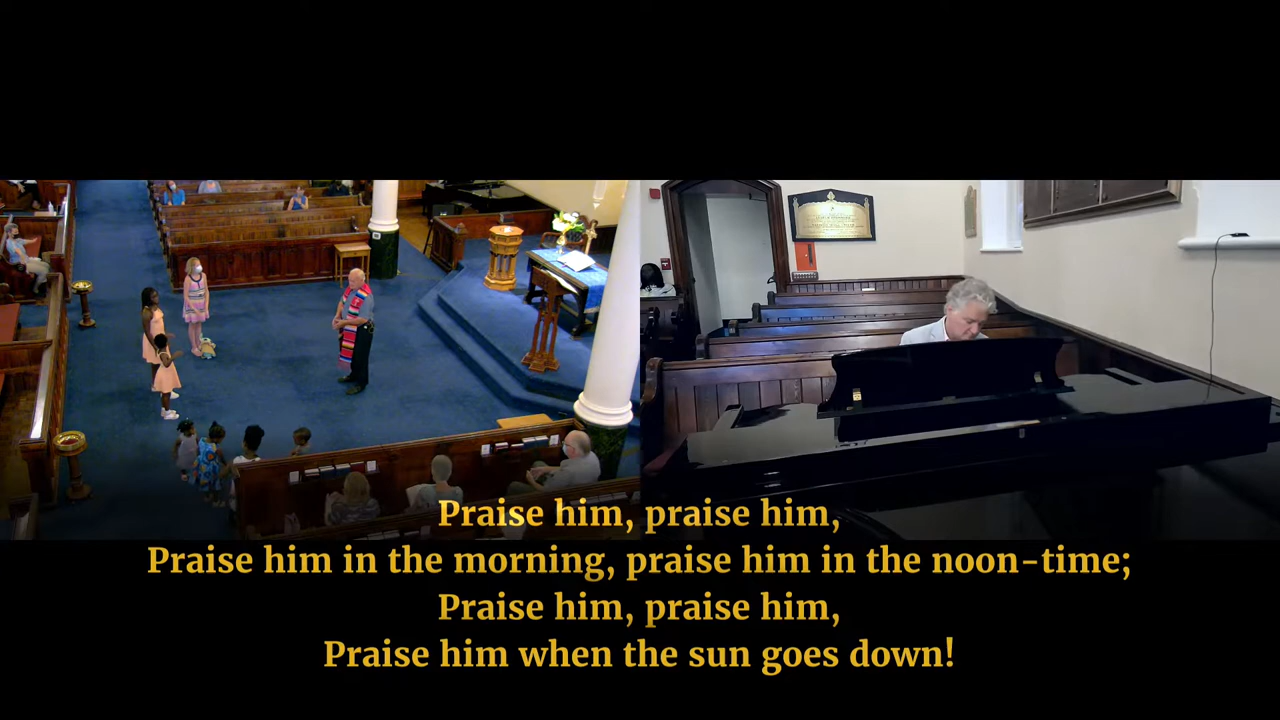 Praise him, praise him,
Praise him in the morning, praise him in the noon-time;
Praise him, praise him,
Praise him when the sun goes down!